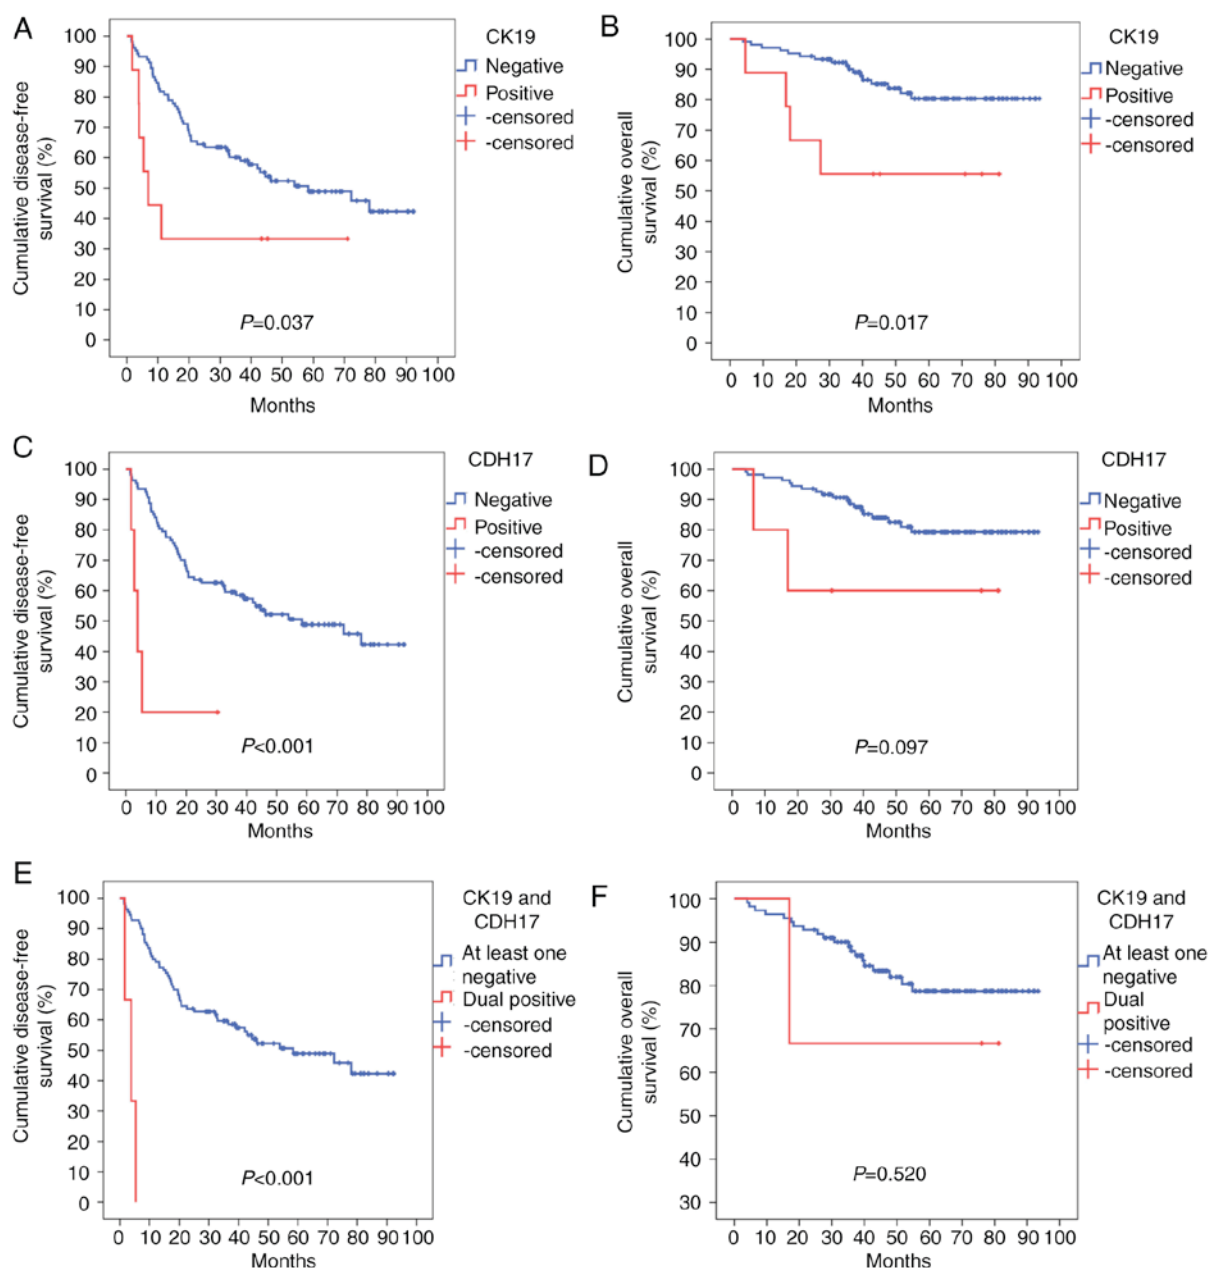 A
Cumulative disease-free
survival (%)
100
90
80
70
60
50
40
30
20
10
0
0 10 20 30 40 50 60 70 80 90 100
Months
P=0.037
CK19
Negative
Positive
-censored
-censored
B
Cumulative overall
survival (%)
100
90
80
70
60
50
40
30
20
10
0
0 10 20 30 40 50 60 70 80 90 100
Months
P=0.017
CK19
Negative
Positive
-censored
-censored
C
Cumulative disease-free
survival (%)
100
90
80
70
60
50
40
30
20
10
0
0 10 20 30 40 50 60 70 80 90 100
Months
P<0.001
CDH17
Negative
Positive
-censored
-censored
D
Cumulative overall
survival (%)
100
90
80
70
60
50
40
30
20
10
0
0 10 20 30 40 50 60 70 80 90 100
Months
P=0.097
CDH17
Negative
Positive
-censored
-censored
E
Cumulative disease-free
survival (%)
100
90
80
70
60
50
40
30
20
10
0
0 10 20 30 40 50 60 70 80 90 100
Months
P<0.001
CK19 and
CDH17
At least one
negative
Dual positive
-censored
-censored
F
Cumulative overall
survival (%)
100
90
80
70
60
50
40
30
0 10 20 30 40 50 60 70 80 90 100
Months
P=0.520
CK19 and
CDH17
At least one
negative
Dual
positive
-censored
-censored